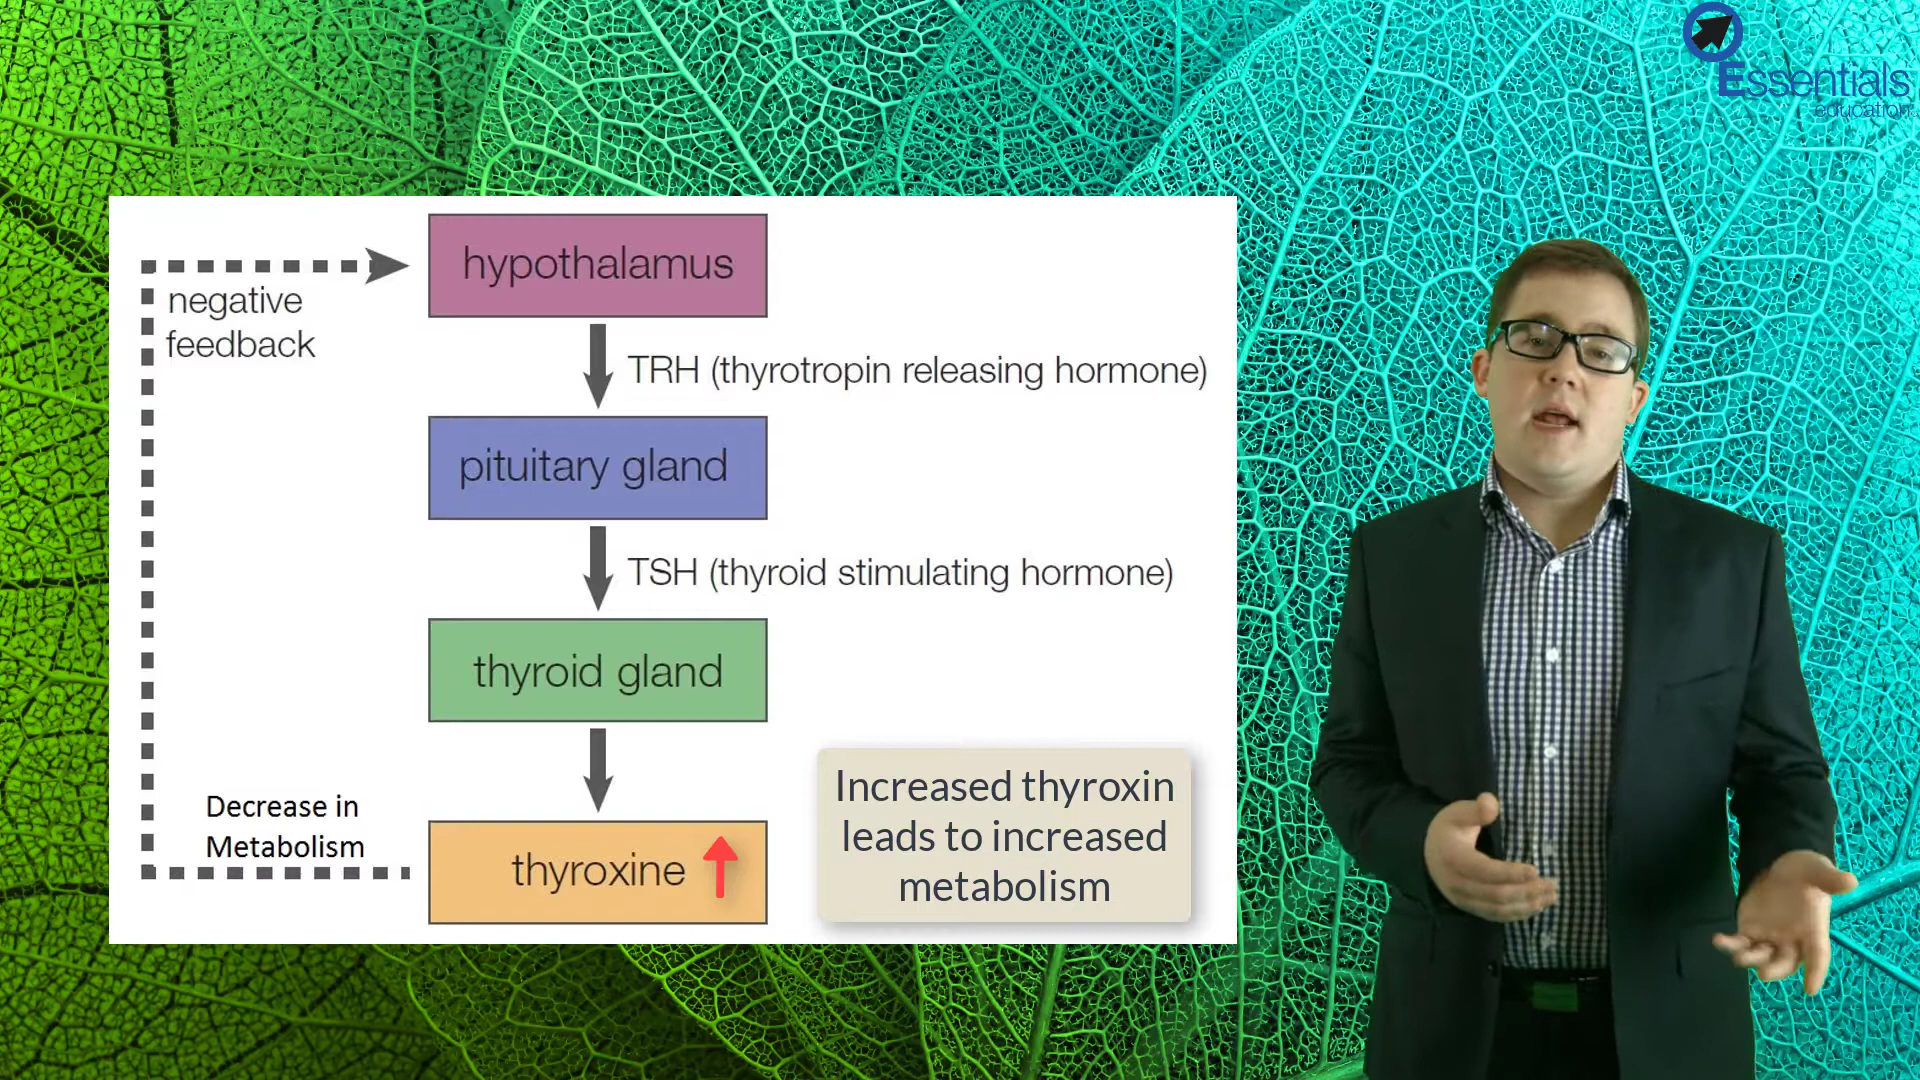 Essentials
education
hypothalamus
negative
feedback
TRH (thyrotropin releasing hormone)
pituitary gland
TSH (thyroid stimulating hormone)
thyroid gland
Decrease in
Metabolism
thyroxine
Increased thyroxin
leads to increased
metabolism